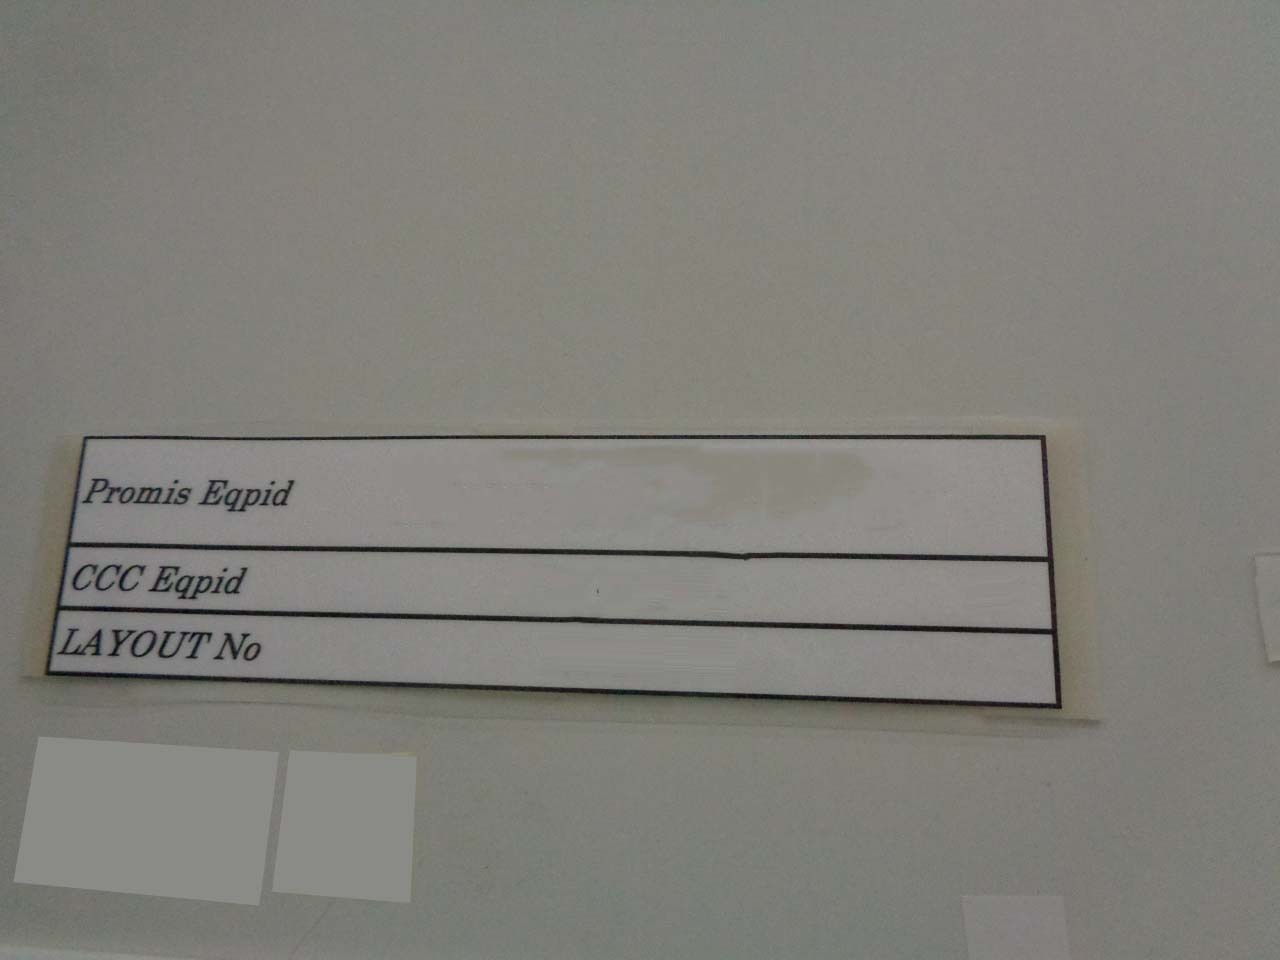 Promis Eqpid
CCC Eqpid
LAYOUT No